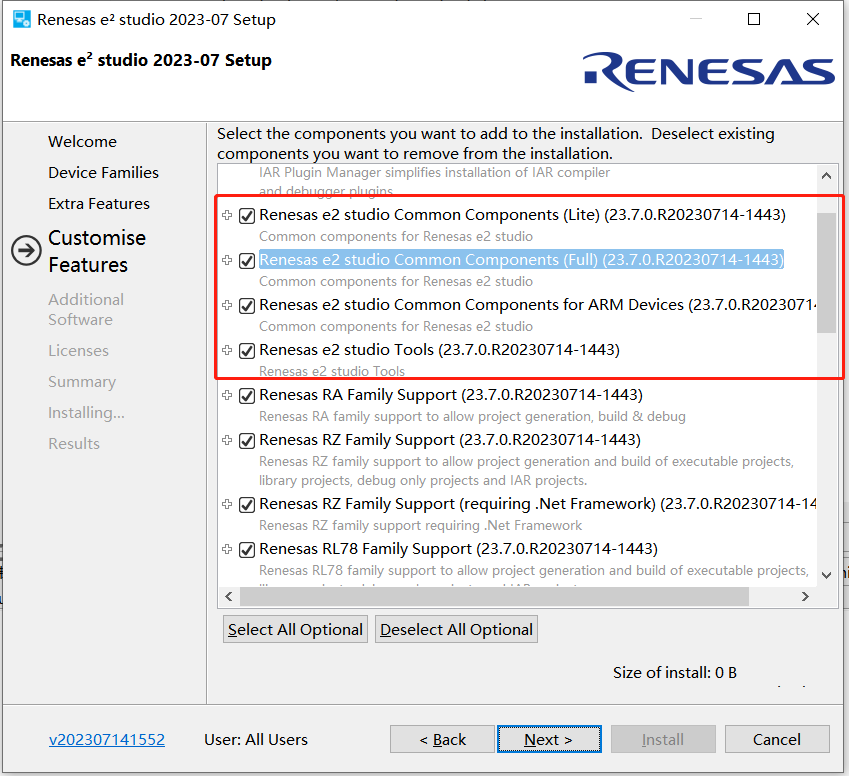 Renesas e² studio 2023-07 Setup
Renesas e² studio 2023-07 Setup
RENESAS
Welcome
Device Families
Extra Features
Customise
Features
Additional
Software
Licenses
Summary
Installing...
Results
Select the components you want to add to the installation.  Deselect existing
components you want to remove from the installation.
IAR Plugin Manager simplifies installation of IAR compiler
and debugger plugins
Renesas e2 studio Common Components (Lite) (23.7.0.R20230714-1443)
Common components for Renesas e2 studio
Renesas e2 studio Common Components (Full) (23.7.0.R20230714-1443)
Common components for Renesas e2 studio
Renesas e2 studio Common Components for ARM Devices (23.7.0.R20230714
Common components for Renesas e2 studio
Renesas e2 studio Tools (23.7.0.R20230714-1443)
Renesas e2 studio Tools
Renesas RA Family Support (23.7.0.R20230714-1443)
Renesas RA family support to allow project generation, build & debug
Renesas RZ Family Support (23.7.0.R20230714-1443)
Renesas RZ family support to allow project generation and build of executable projects,
library projects, debug only projects and IAR projects.
Renesas RZ Family Support (requiring .Net Framework) (23.7.0.R20230714-14
Renesas RZ family support requiring .Net Framework
Renesas RL78 Family Support (23.7.0.R20230714-1443)
Renesas RL78 family support to allow project generation and build of executable projects,
Select All Optional
Deselect All Optional
Size of install: 0 B
v202307141552
User: All Users
< Back
Next >
Install
Cancel